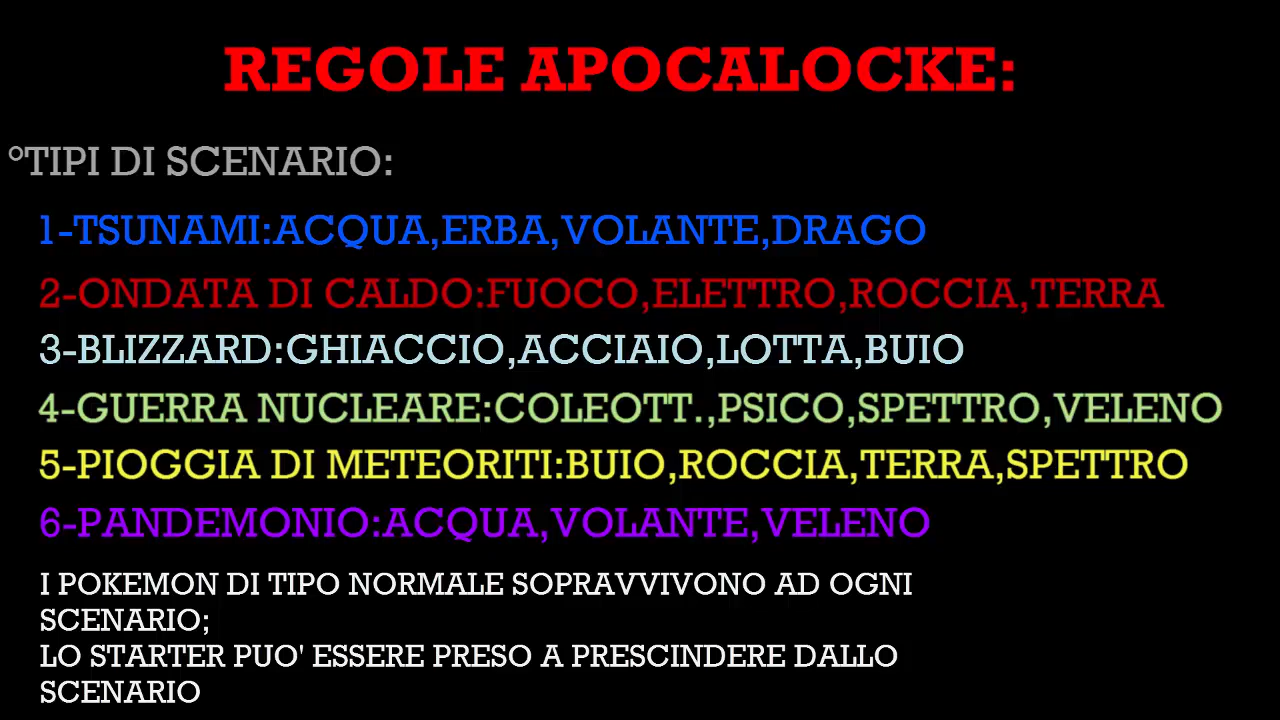 REGOLE APOCALOCKE:
°TIPI DI SCENARIO:
1-TSUNAMI:ACQUA,ERBA,VOLANTE,DRAGO
2-ONDATA DI CALDO:FUOCO,ELETTRO,ROCCIA,TERRA
3-BLIZZARD:GHIACCIO,ACCIAIO,LOTTA,BUIO
4-GUERRA NUCLEARE:COLEOTT.,PSICO,SPETTRO,VELENO
5-PIOGGIA DI METEORITI:BUIO,ROCCIA,TERRA,SPETTRO
6-PANDEMONIO:ACQUA,VOLANTE,VELENO
I POKEMON DI TIPO NORMALE SOPRAVVIVONO AD OGNI
SCENARIO;
LO STARTER PUO' ESSERE PRESO A PRESCINDERE DALLO
SCENARIO